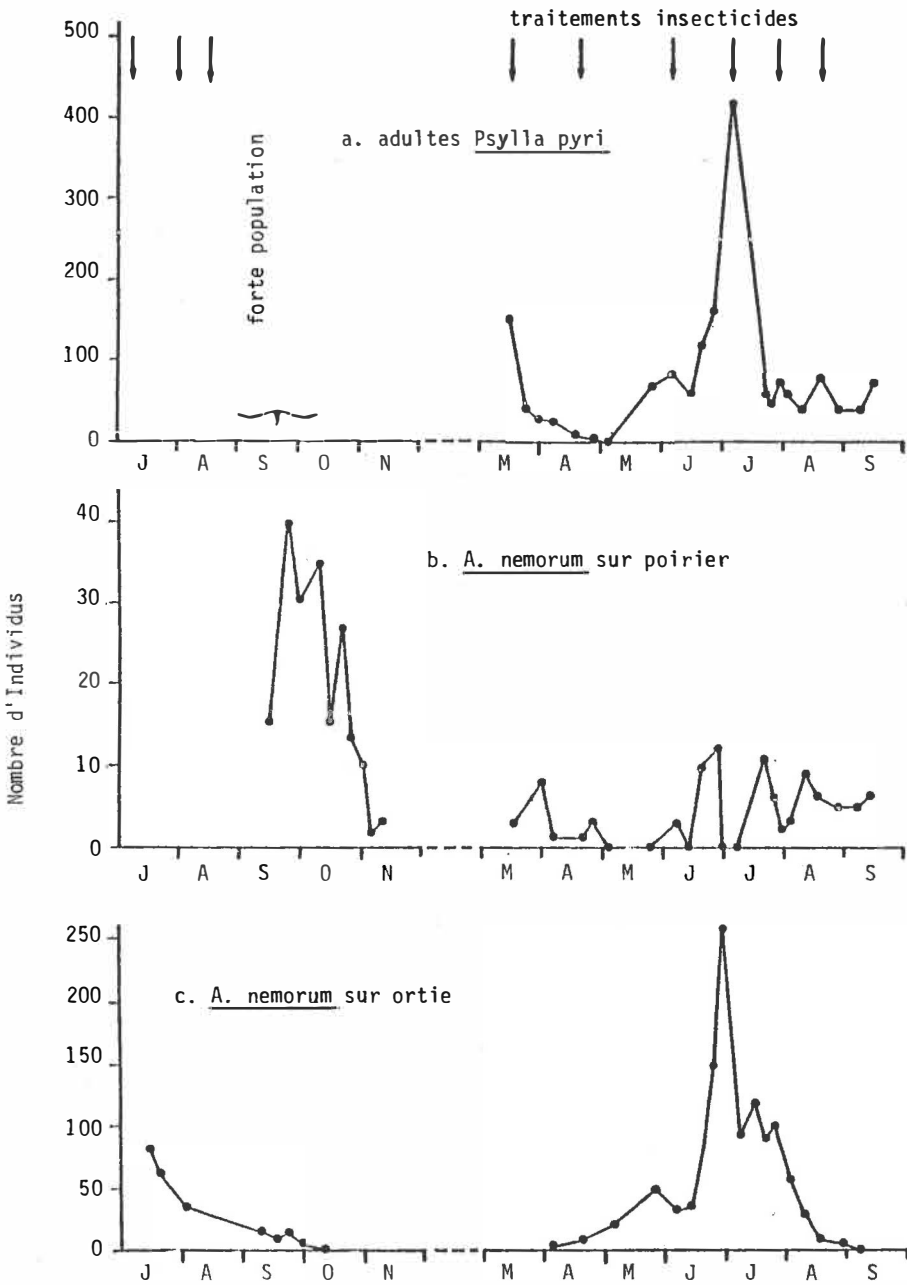 traitements insecticides
500
400
300
200
100
0
a. adultes Psylla pyri
forte population
J A S O N M A M J J A S
Nombre d'Individus
40
30
20
10
0
b. A. nemorum sur poirier
J A S O N M A M J J A S
250
200
150
100
50
0
c. A. nemorum sur ortie
J A S O N M A M J J A S